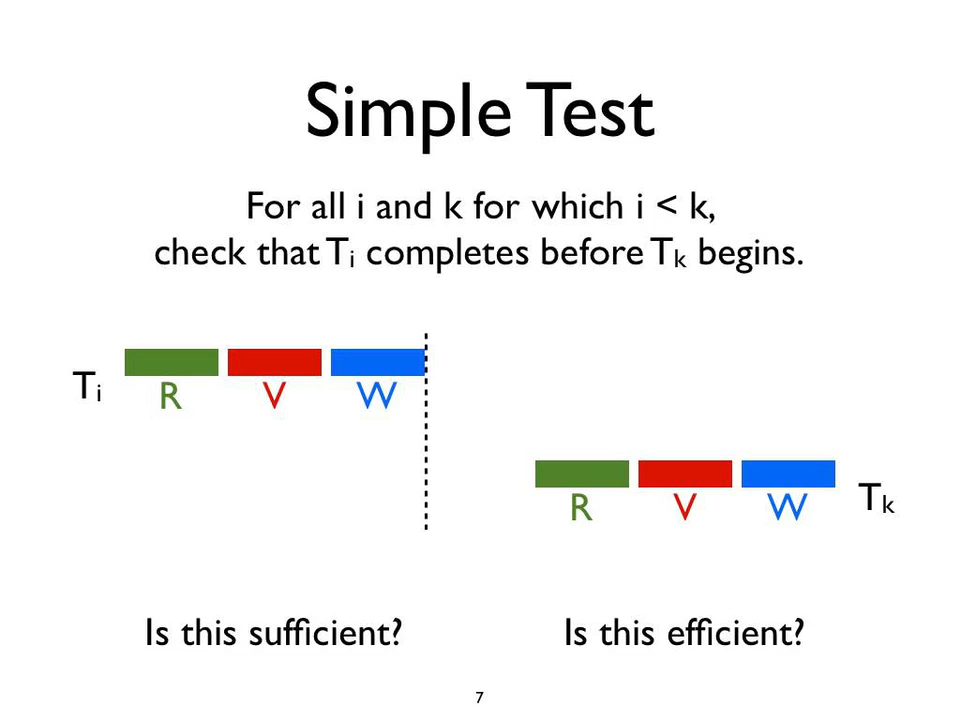 Simple Test
For all i and k for which i < k,
check that Ti completes before Tk begins.
Ti
R V W
R V W
Tk
Is this sufficient?
Is this efficient?
7